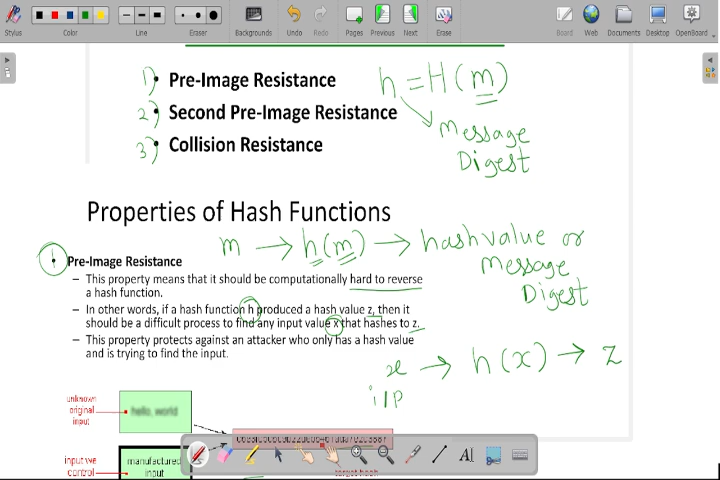 Stylus
Color
Line
Eraser
Backgrounds
Undo
Redo
Pages
Previous
Next
Erase
Board
Web
Documents
Desktop
OpenBoard
1) • Pre-Image Resistance
2) • Second Pre-Image Resistance
3) • Collision Resistance
h = H(m)
Message
Digest
Properties of Hash Functions
m → h(m) → hash value or
Message
Digest
1
• Pre-Image Resistance
– This property means that it should be computationally hard to reverse
a hash function.
– In other words, if a hash function h produced a hash value z, then it
should be a difficult process to find any input value x that hashes to z.
– This property protects against an attacker who only has a hash value
and is trying to find the input.
x → h(x) → z
i/p
unknown
original
input
hello, world
input we
control
manufactured
input
target hash